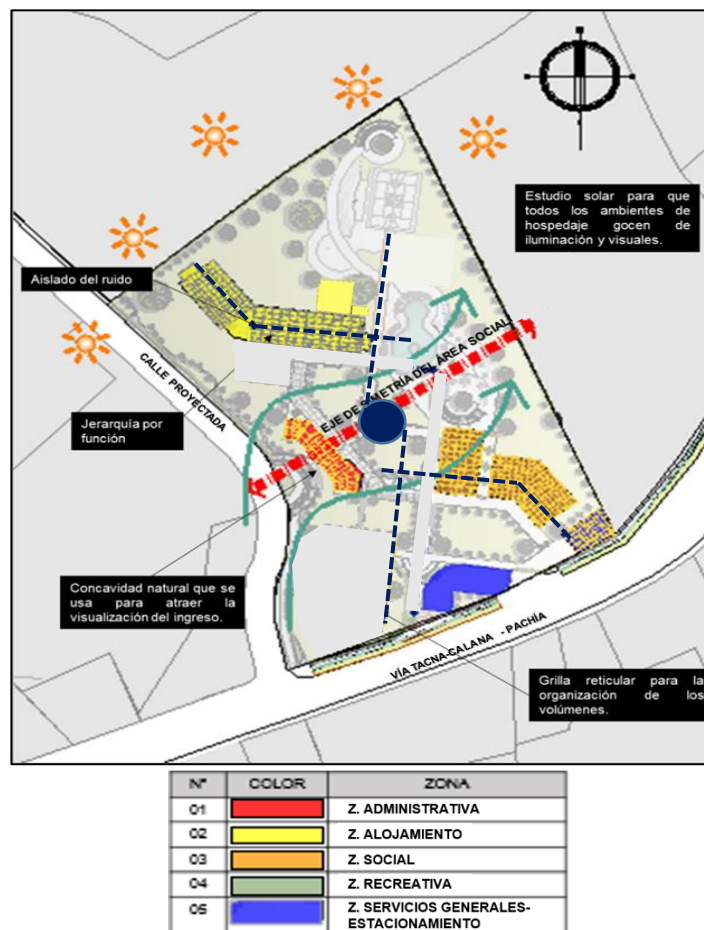 Estudio solar para que
todos los ambientes de
hospedaje gocen de
iluminación y visuales.
Aislado del ruido
CALLE PROYECTADA
EJE DE SIMETRÍA DEL ÁREA SOCIAL
Jerarquía por
función
Concavidad natural que se
usa para atraer la
visualización del ingreso.
VÍA TACNA-CALANA - PACHÍA
Grilla reticular para la
organización de los
volúmenes.
N° COLOR ZONA
01 Z. ADMINISTRATIVA
02 Z. ALOJAMIENTO
03 Z. SOCIAL
04 Z. RECREATIVA
05 Z. SERVICIOS GENERALES-
ESTACIONAMIENTO